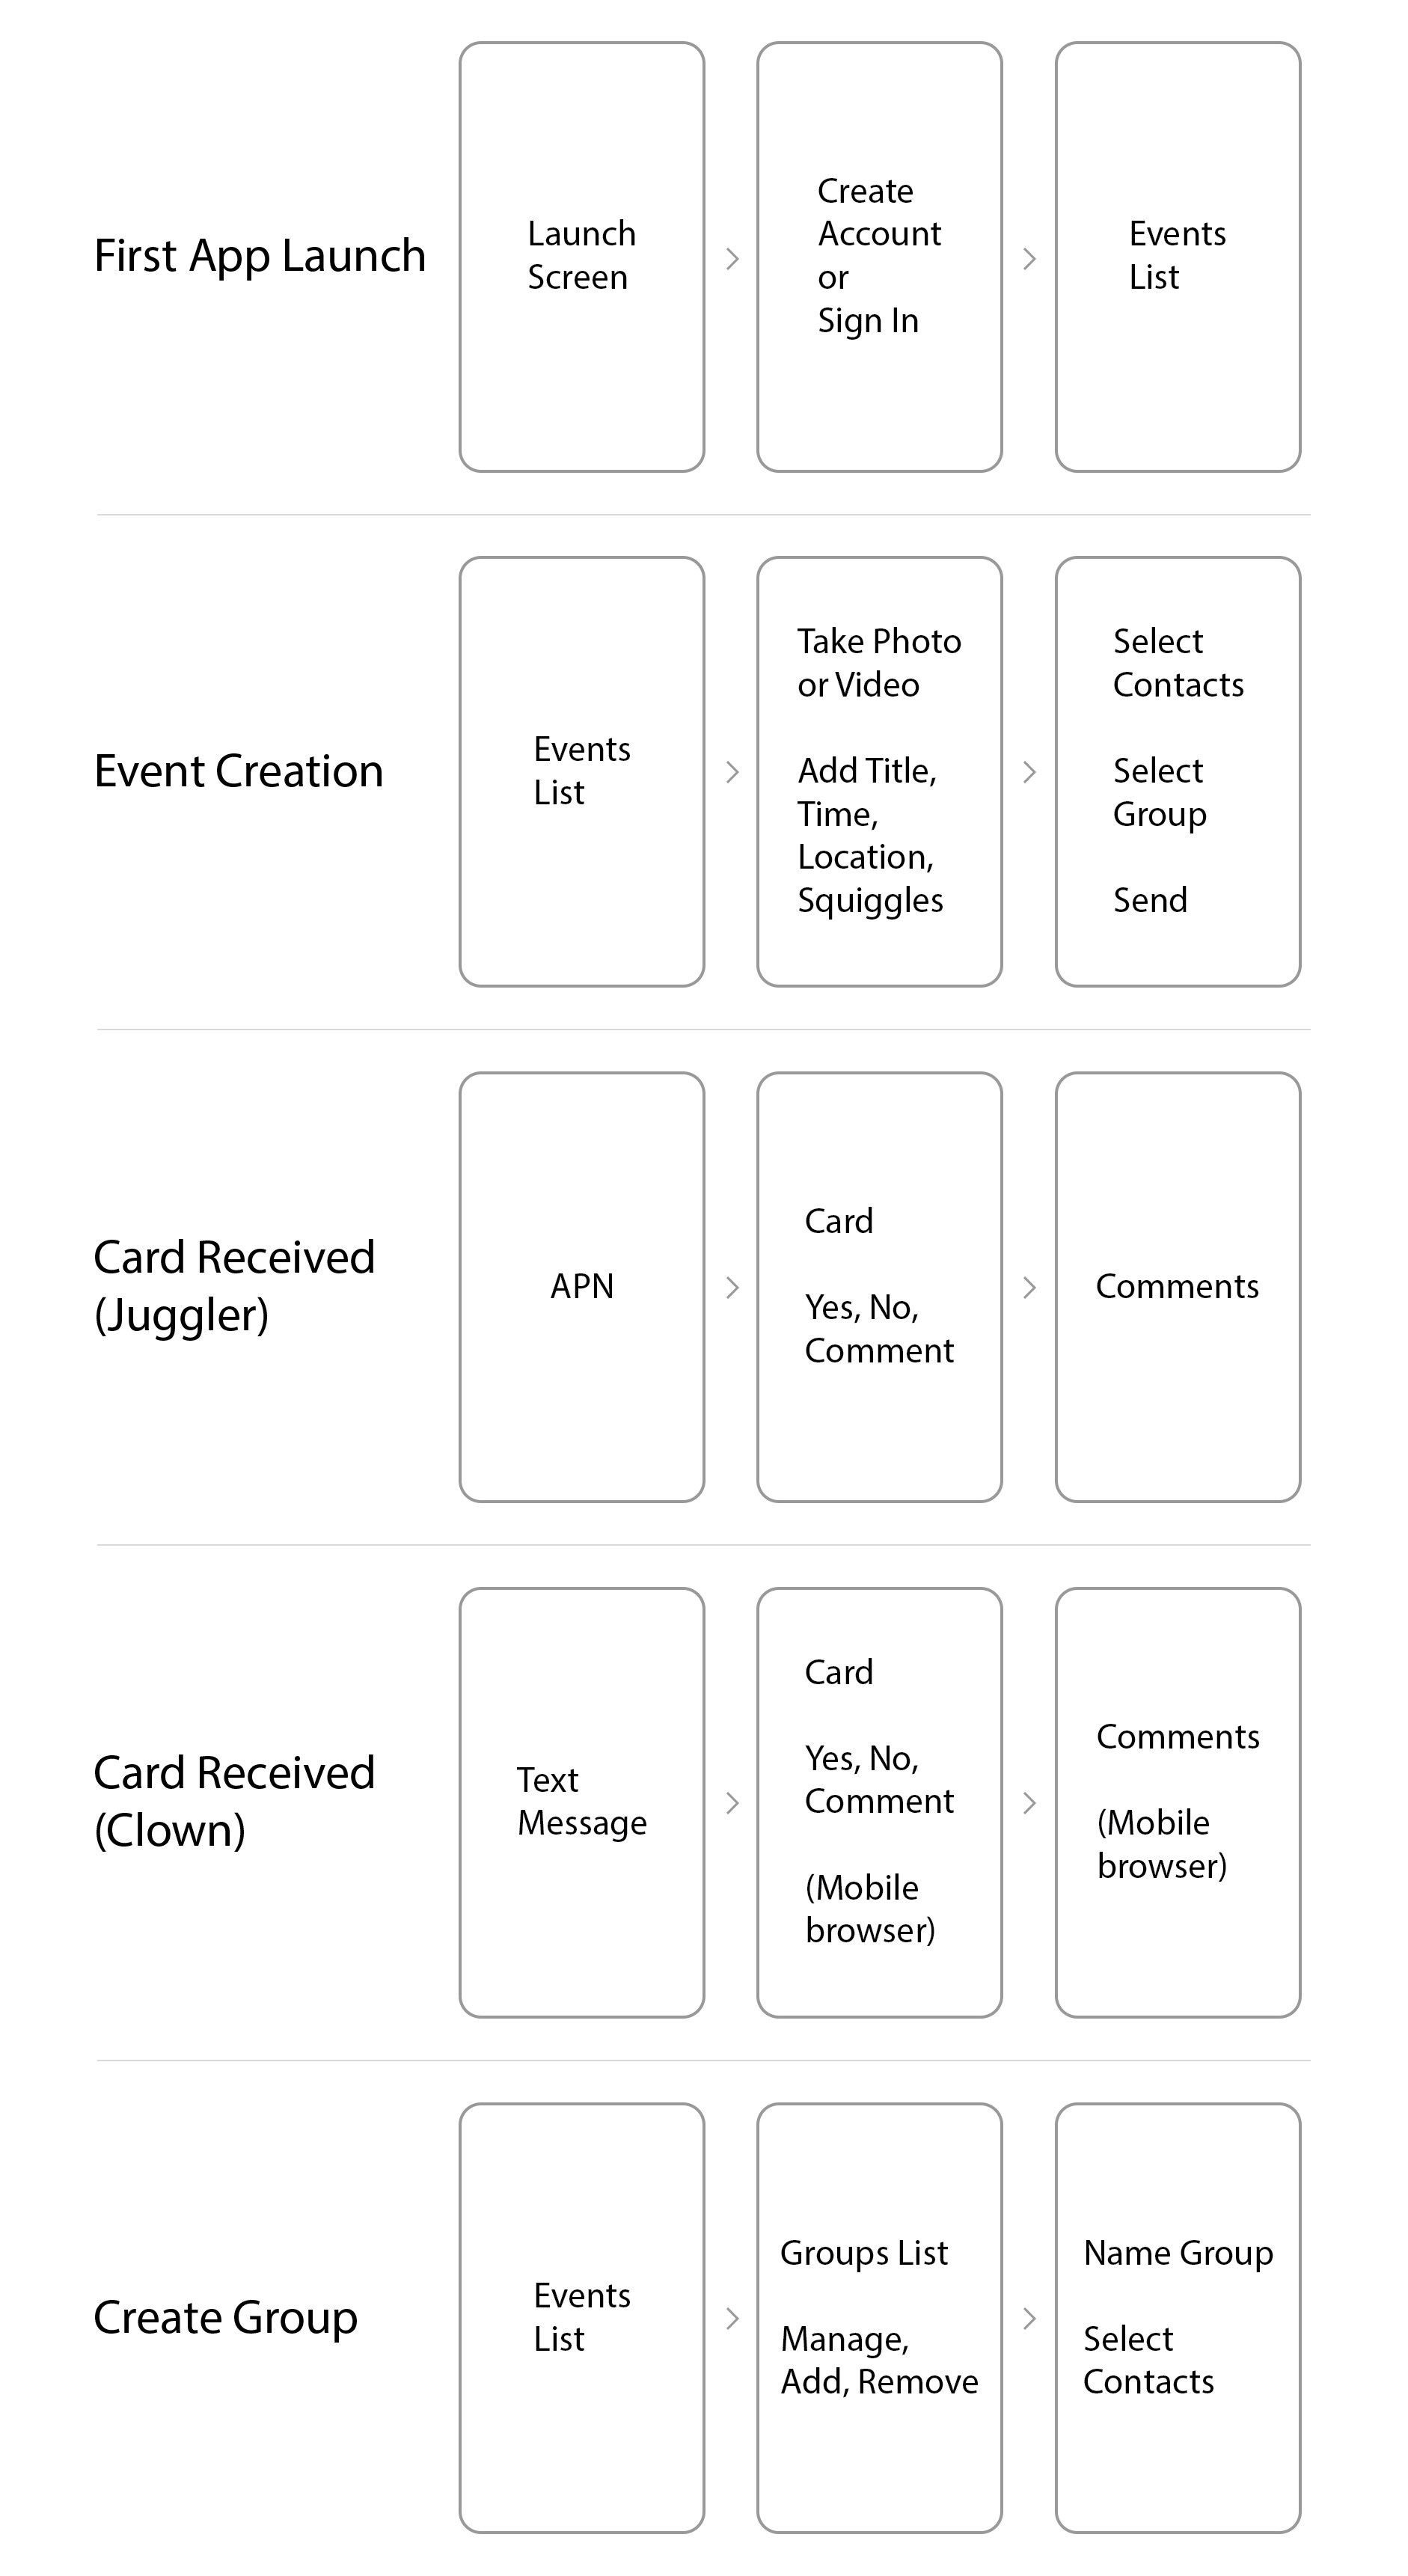 First App Launch
Launch
Screen
Create
Account
or
Sign In
Events
List
Event Creation
Events
List
Take Photo
or Video
Add Title,
Time,
Location,
Squiggles
Select
Contacts
Select
Group
Send
Card Received
(Juggler)
APN
Card
Yes, No,
Comment
Comments
Card Received
(Clown)
Text
Message
Card
Yes, No,
Comment
(Mobile
browser)
Comments
(Mobile
browser)
Create Group
Events
List
Groups List
Manage,
Add, Remove
Name Group
Select
Contacts